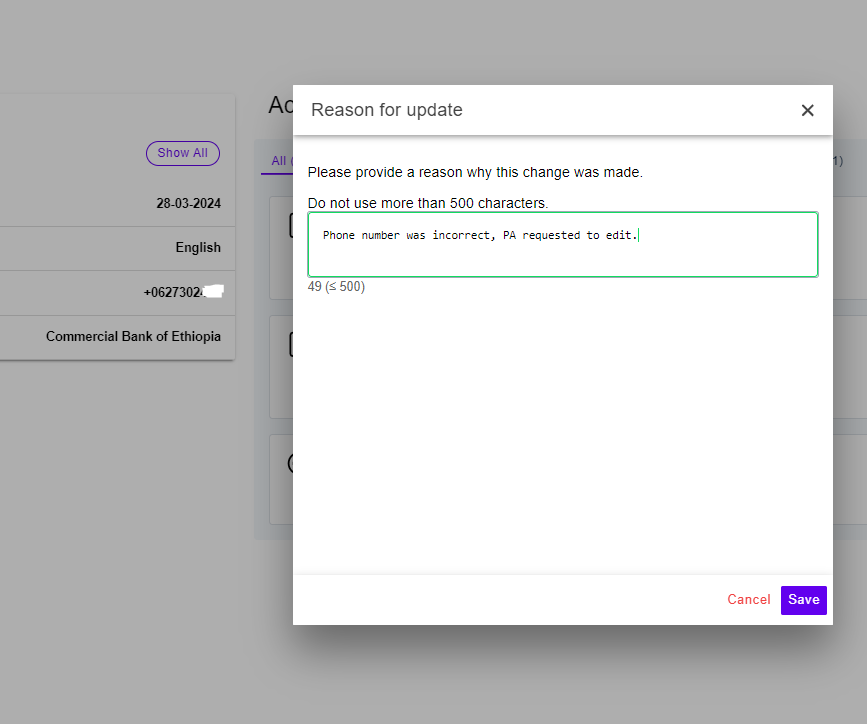 Show All
28-03-2024
English
+0627302
Commercial Bank of Ethiopia
Ac
All (
1)
Reason for update
Please provide a reason why this change was made.
Do not use more than 500 characters.
Phone number was incorrect, PA requested to edit.
49 (≤ 500)
Cancel
Save